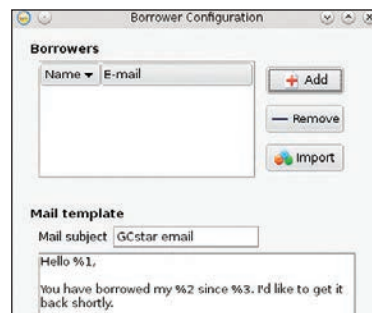 Borrower Configuration
Borrowers
Name E-mail
Add
Remove
Import
Mail template
Mail subject GCstar email
Hello %1,
You have borrowed my %2 since %3. I'd like to get it
back shortly.